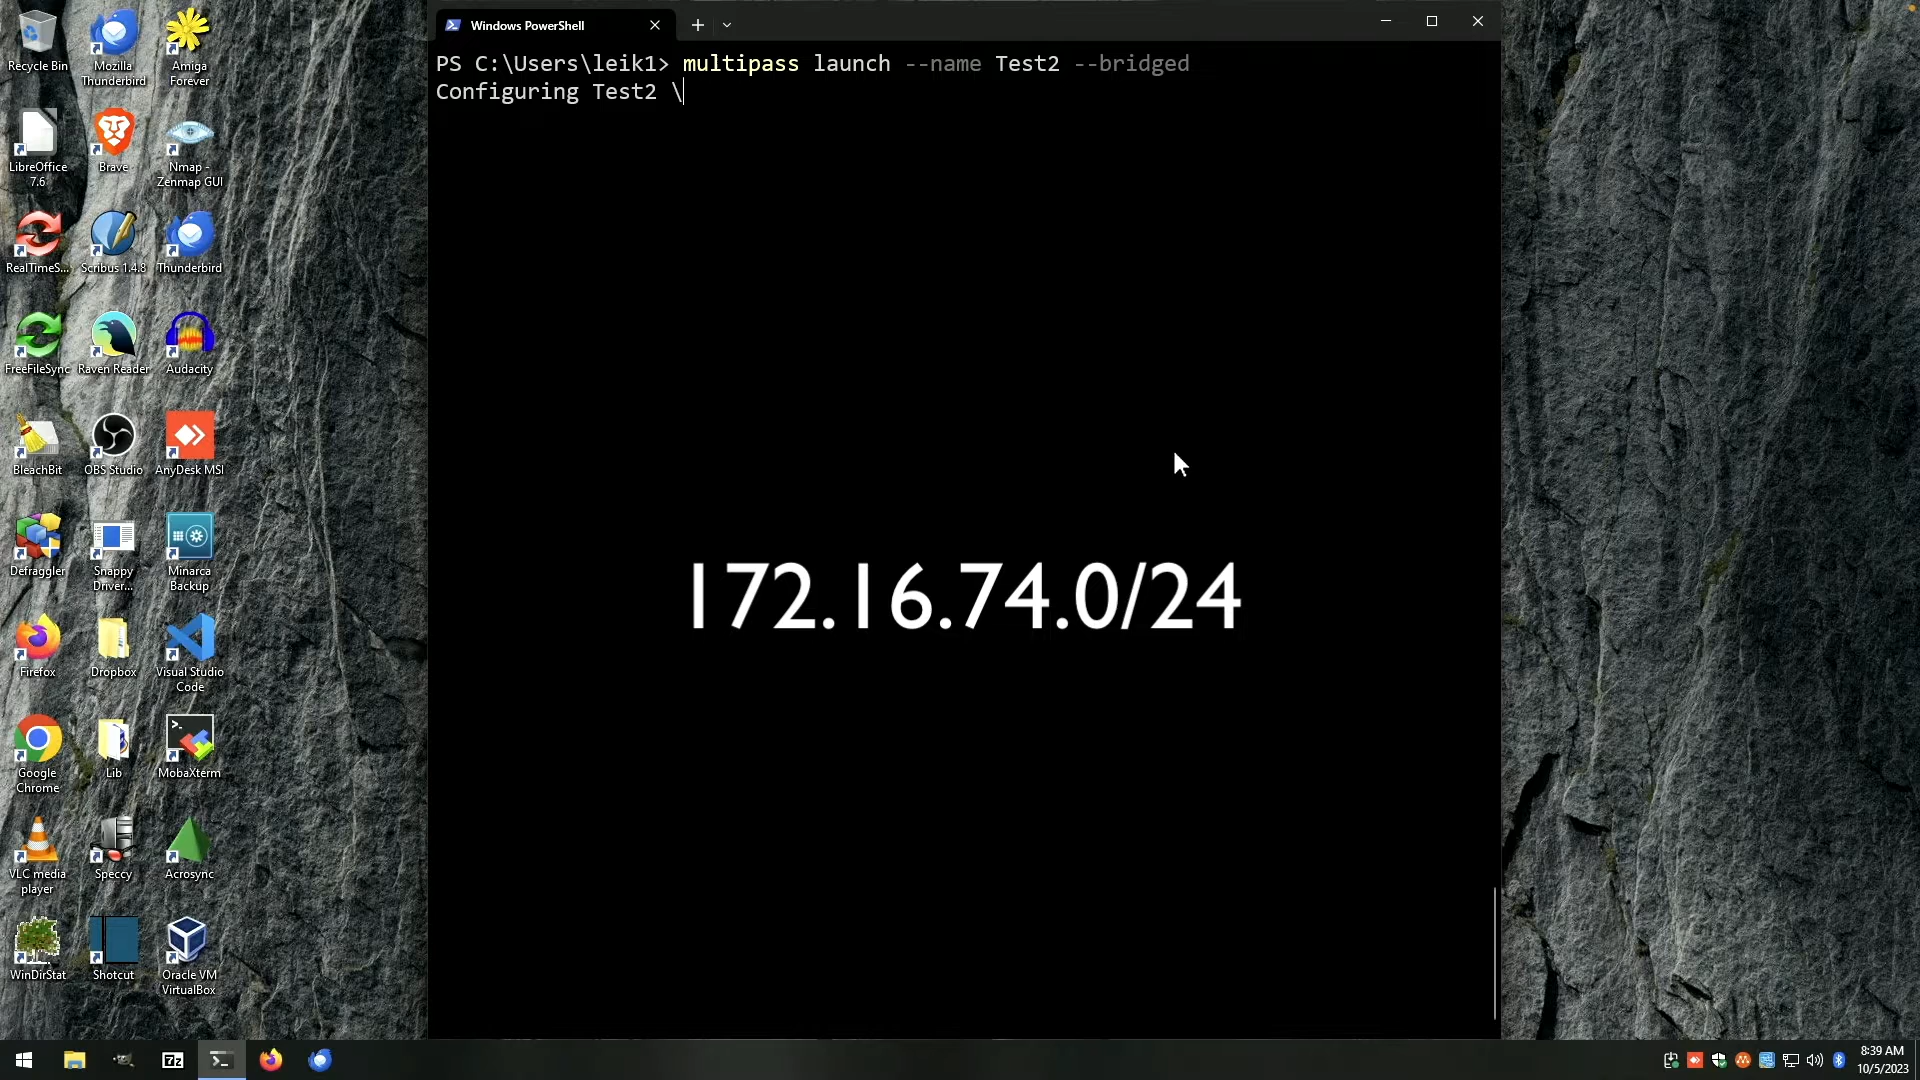 Windows PowerShell
PS C:\Users\leik1> multipass launch --name Test2 --bridged
Configuring Test2 \
172.16.74.0/24
Recycle Bin
Mozilla
Thunderbird
Amiga
Forever
LibreOffice
7.6
Brave
Nmap -
Zenmap GUI
RealTimeS...
Scribus 1.4.8
Thunderbird
FreeFileSync
Raven Reader
Audacity
BleachBit
OBS Studio
AnyDesk MSI
Defraggler
Snappy
Driver...
Minarca
Backup
Firefox
Dropbox
Visual Studio
Code
Google
Chrome
Lib
MobaXterm
VLC media
player
Speccy
Acrosync
WinDirStat
Shotcut
Oracle VM
VirtualBox
7z
8:39 AM
10/5/2023